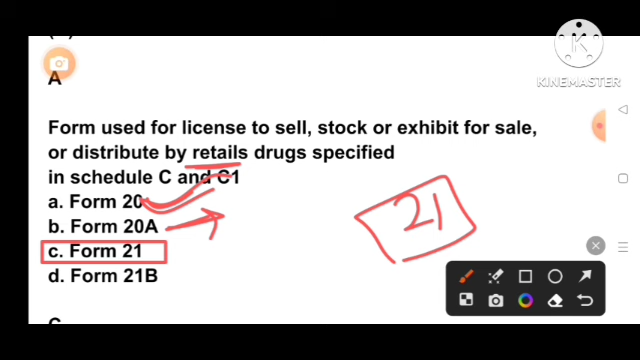 K
KINEMASTER
A
Form used for license to sell, stock or exhibit for sale,
or distribute by retails drugs specified
in schedule C and C1
a. Form 20
b. Form 20A
21
c. Form 21
d. Form 21B